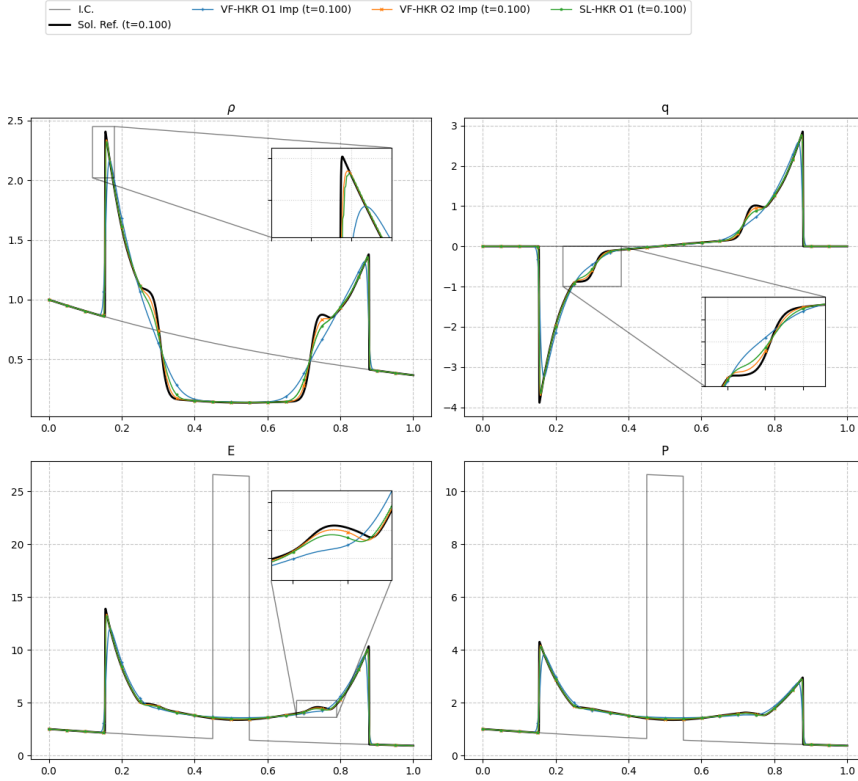 I.C.
Sol. Ref. (t=0.100)
VF-HKR O1 Imp (t=0.100)
VF-HKR O2 Imp (t=0.100)
SL-HKR O1 (t=0.100)
ρ
2.5
2.0
1.5
1.0
0.5
0.0 0.2 0.4 0.6 0.8 1.0
q
3
2
1
0
−1
−2
−3
−4
0.0 0.2 0.4 0.6 0.8 1.0
E
25
20
15
10
5
0
0.0 0.2 0.4 0.6 0.8 1.0
P
10
8
6
4
2
0
0.0 0.2 0.4 0.6 0.8 1.0